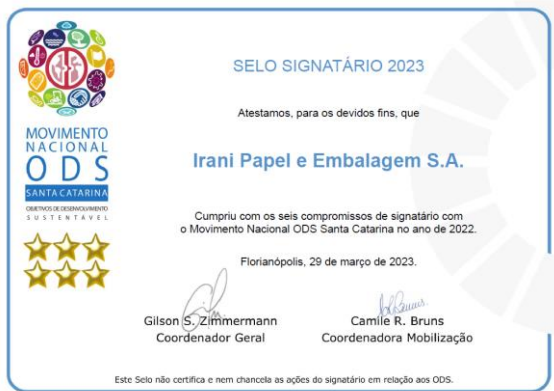 SELO SIGNATÁRIO 2023
Atestamos, para os devidos fins, que
Irani Papel e Embalagem S.A.
Cumpriu com os seis compromissos de signatário com
o Movimento Nacional ODS Santa Catarina no ano de 2022.
Florianópolis, 29 de março de 2023.
Gilson S. Zimmermann
Coordenador Geral
Camile R. Bruns
Coordenadora Mobilização
Este Selo não certifica e nem chancela as ações do signatário em relação aos ODS.
MOVIMENTO
NACIONAL
ODS
SANTA CATARINA
OBJETIVOS DE DESENVOLVIMENTO
SUSTENTÁVEL